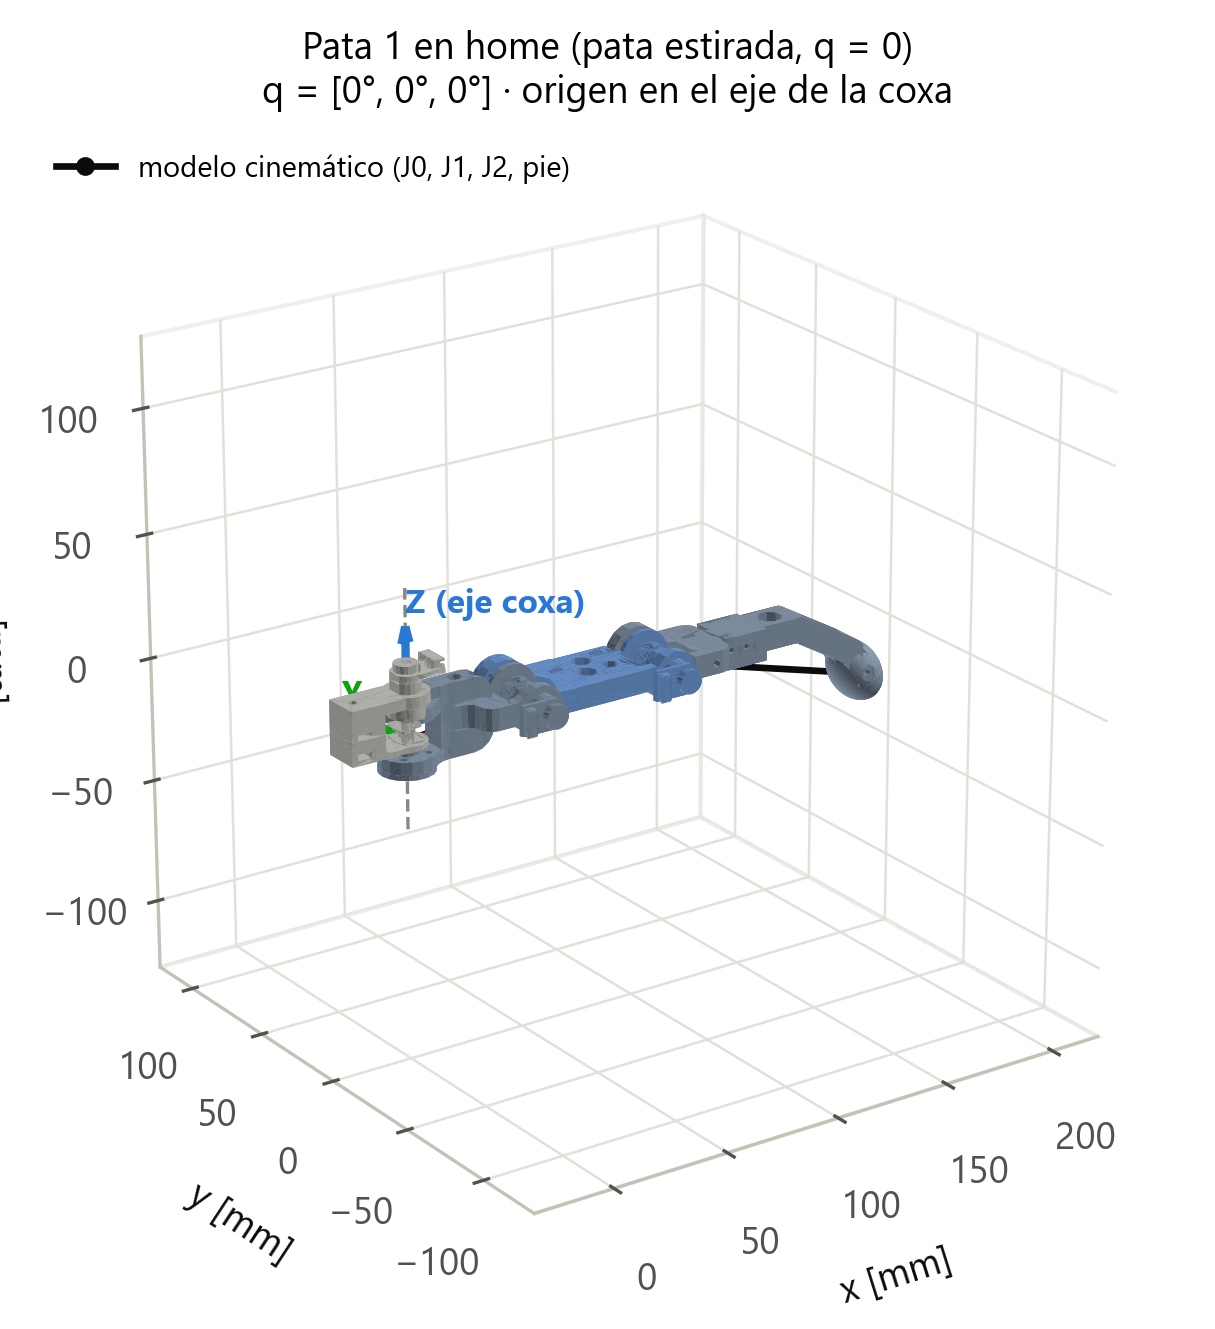 Pata 1 en home (pata estirada, q = 0)
q = [0°, 0°, 0°] · origen en el eje de la coxa
modelo cinemático (J0, J1, J2, pie)
100
50
0
−50
−100
Z (eje coxa)
Y
100
50
0
−50
−100
y [mm]
0
50
100
150
200
x [mm]